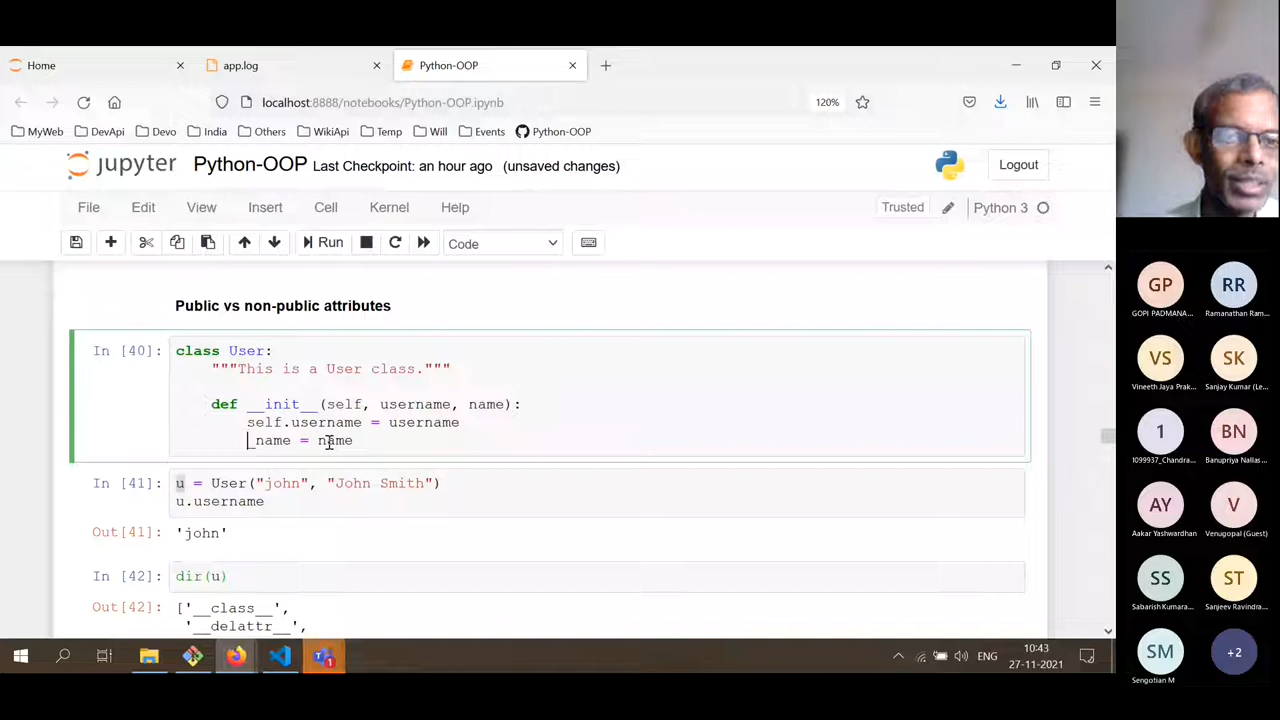 Home
app.log
Python-OOP
localhost:8888/notebooks/Python-OOP.ipynb
120%
MyWeb
DevApi
Devo
India
Others
WikiApi
Temp
Will
Events
Python-OOP
jupyter
Python-OOP Last Checkpoint: an hour ago (unsaved changes)
Logout
File
Edit
View
Insert
Cell
Kernel
Help
Trusted
Python 3
Run
Code
Public vs non-public attributes
In [40]:
class User:
"""This is a User class."""
def __init__(self, username, name):
self.username = username
_name = name
In [41]:
u = User("john", "John Smith")
u.username
Out[41]:
'john'
In [42]:
dir(u)
Out[42]:
['__class__',
'__delattr__',
ENG
10:43
27-11-2021
1
GP
GOPI PADMANA...
RR
Ramanathan Ram...
VS
Vineeth Jaya Prak...
SK
Sanjay Kumar (Le...
1
1099937_Chandra...
BN
Banupriya Nallas...
AY
Aakar Yashwardhan
V
Venugopal (Guest)
SS
Sabarish Kumara...
ST
Sanjeev Ravindra...
SM
Sengotian M
+2